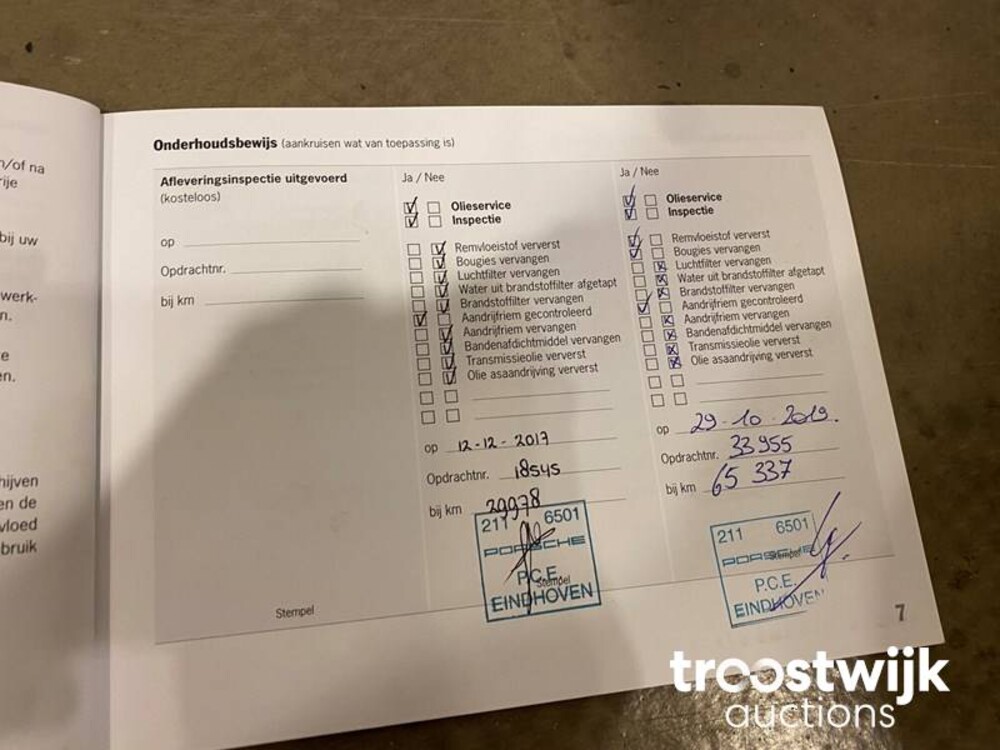 n/of na
rije
bij uw
werk-
n.
e
en.
hijven
en de
vloed
bruik
Onderhoudsbewijs (aankruisen wat van toepassing is)
Afleveringsinspectie uitgevoerd
(kosteloos)
op
Opdrachtnr.
bij km
Stempel
Ja / Nee
Olieservice
Inspectie
Remvloeistof ververst
Bougies vervangen
Luchtfilter vervangen
Water uit brandstoffilter afgetapt
Brandstoffilter vervangen
Aandrijfriem gecontroleerd
Aandrijfriem vervangen
Bandenafdichtmiddel vervangen
Transmissieolie ververst
Olie asaandrijving ververst
op 12-12-2017
Opdrachtnr. 18545
bij km 29978
211 6501
PORSCHE
P.C.E.
Stempel
EINDHOVEN
Ja / Nee
Olieservice
Inspectie
Remvloeistof ververst
Bougies vervangen
Luchtfilter vervangen
Water uit brandstoffilter afgetapt
Brandstoffilter vervangen
Aandrijfriem gecontroleerd
Aandrijfriem vervangen
Bandenafdichtmiddel vervangen
Transmissieolie ververst
Olie asaandrijving ververst
op 29-10-2019.
Opdrachtnr. 33955
bij km 65 337
211 6501
PORSCHE
Stempel
P.C.E.
EINDHOVEN
7
troostwijk
auctions